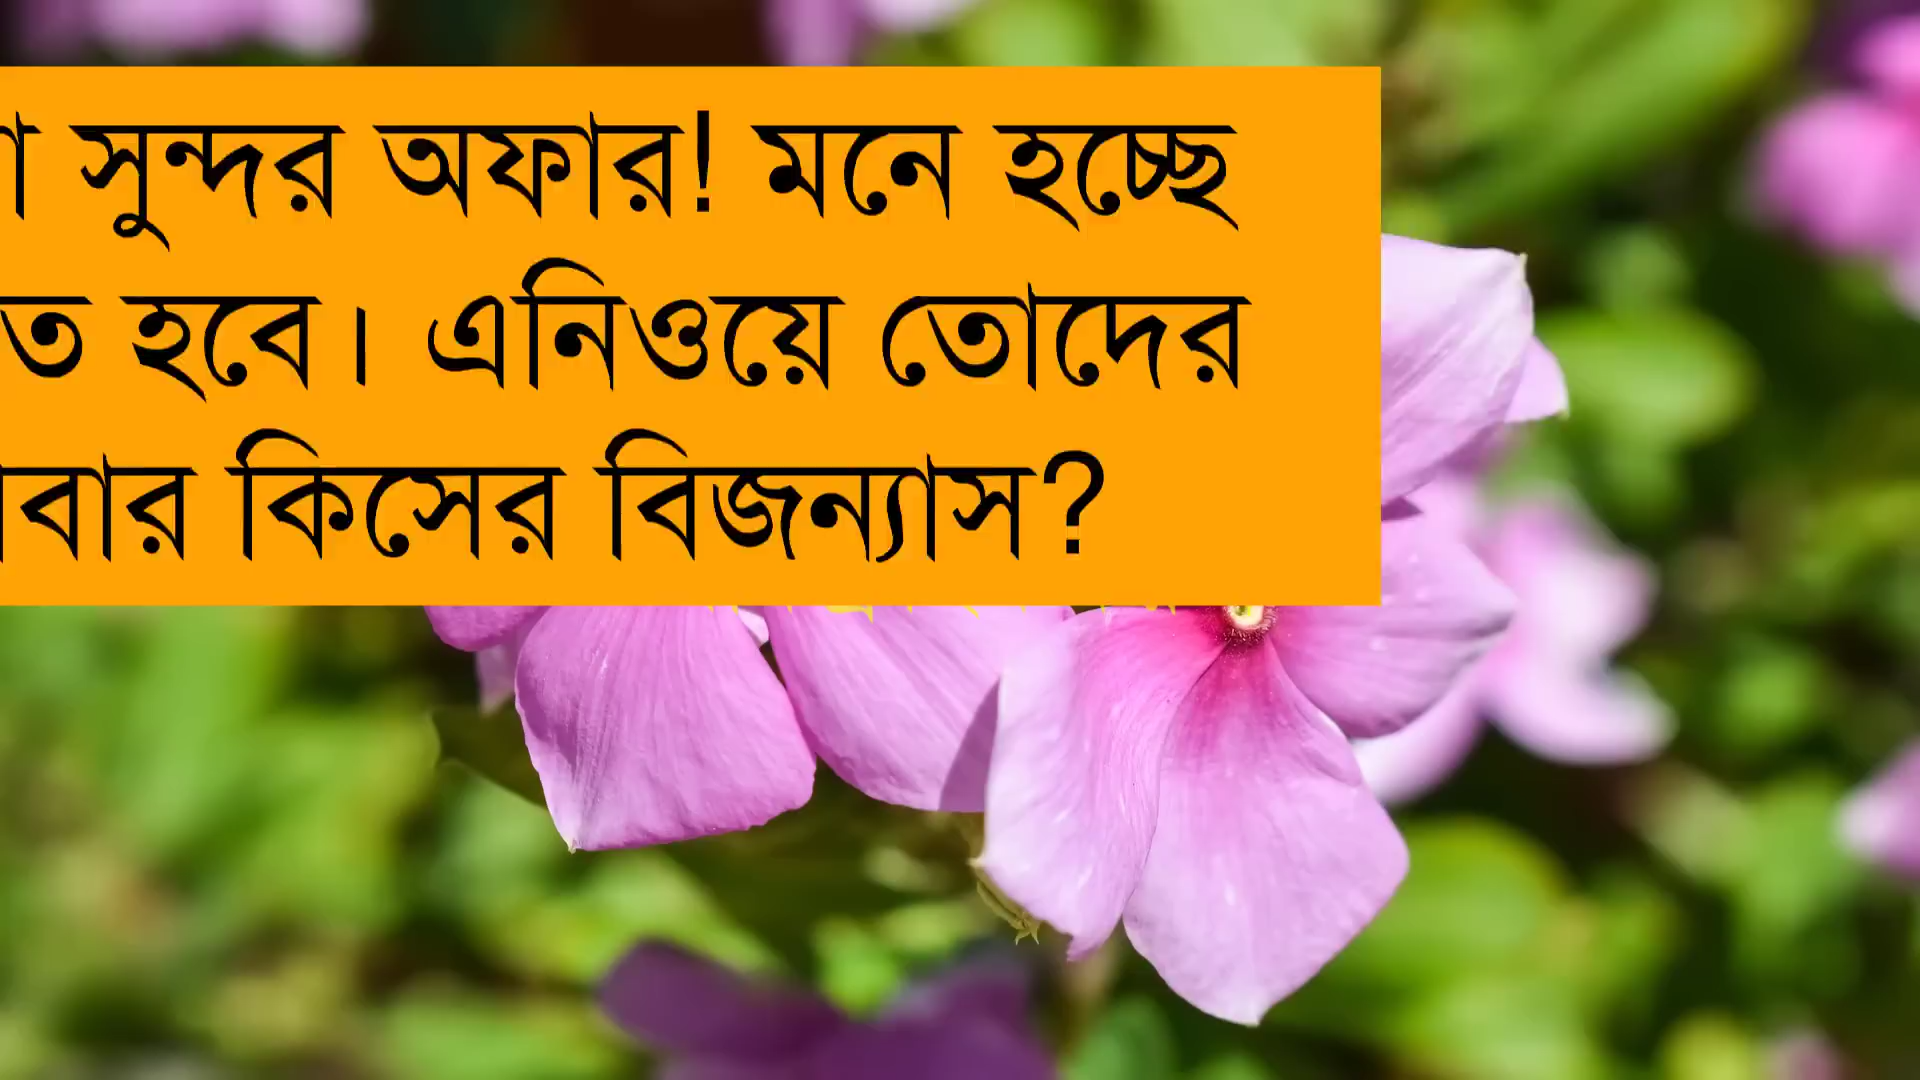 সুন্দর অফার! মনে হচ্ছে
হবে। এনিওয়ে তোদের
কিসের বিজন্যাস?